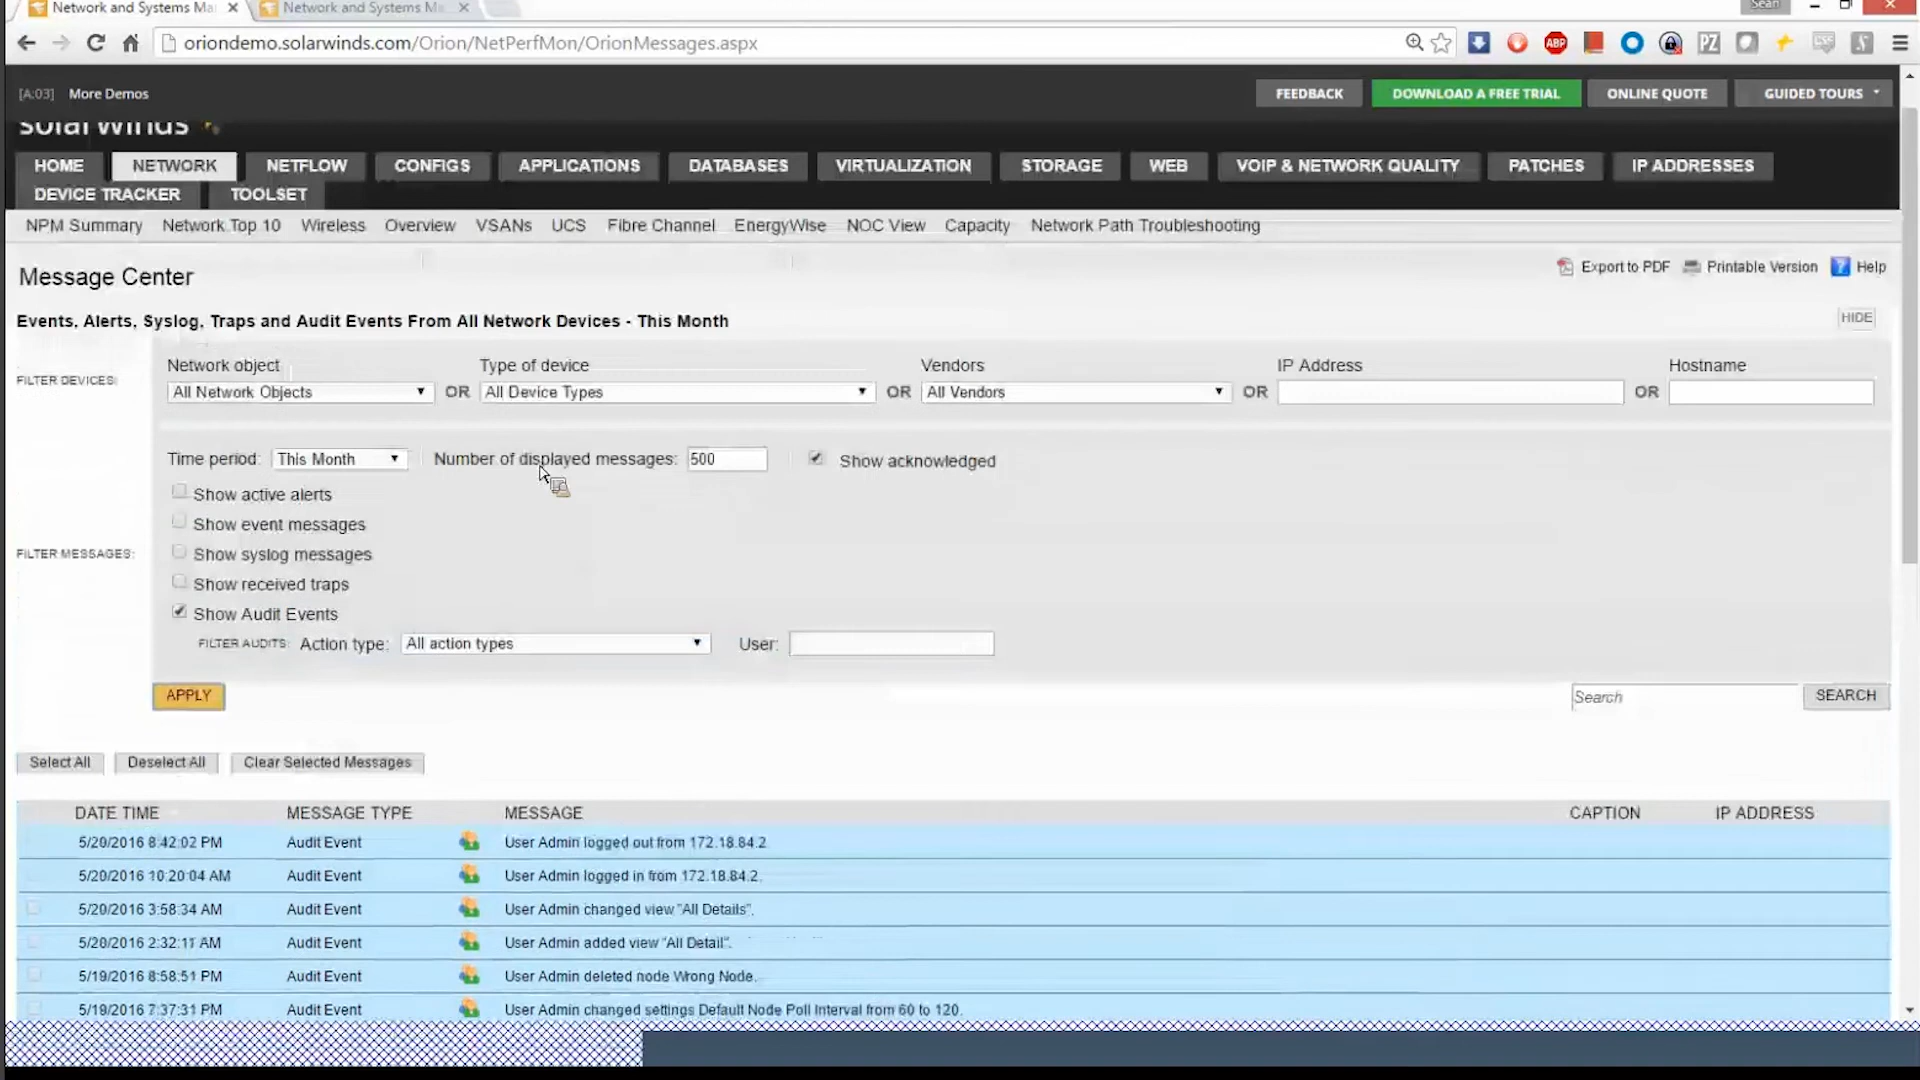 Network and Systems Ma
Network and Systems Ma
Sean
oriondemo.solarwinds.com/Orion/NetPerfMon/OrionMessages.aspx
ABP
PZ
CSS
[A:03] More Demos
FEEDBACK
DOWNLOAD A FREE TRIAL
ONLINE QUOTE
GUIDED TOURS
solarwinds
HOME NETWORK NETFLOW CONFIGS APPLICATIONS DATABASES VIRTUALIZATION STORAGE WEB VOIP & NETWORK QUALITY PATCHES IP ADDRESSES
DEVICE TRACKER TOOLSET
NPM Summary Network Top 10 Wireless Overview VSANs UCS Fibre Channel EnergyWise NOC View Capacity Network Path Troubleshooting
Message Center
Export to PDF Printable Version ? Help
Events, Alerts, Syslog, Traps and Audit Events From All Network Devices - This Month
HIDE
FILTER DEVICES:
Network object Type of device Vendors IP Address Hostname
All Network Objects OR All Device Types OR All Vendors OR OR
Time period: This Month Number of displayed messages: 500 Show acknowledged
FILTER MESSAGES:
Show active alerts
Show event messages
Show syslog messages
Show received traps
Show Audit Events
FILTER AUDITS: Action type: All action types User:
APPLY
Search SEARCH
Select All Deselect All Clear Selected Messages
DATE TIME MESSAGE TYPE MESSAGE CAPTION IP ADDRESS
5/20/2016 8:42:02 PM Audit Event User Admin logged out from 172.18.84.2
5/20/2016 10:20:04 AM Audit Event User Admin logged in from 172.18.84.2.
5/20/2016 3:58:34 AM Audit Event User Admin changed view "All Details".
5/20/2016 2:32:11 AM Audit Event User Admin added view "All Detail".
5/19/2016 8:58:51 PM Audit Event User Admin deleted node Wrong Node.
5/19/2016 7:37:31 PM Audit Event User Admin changed settings Default Node Poll Interval from 60 to 120.